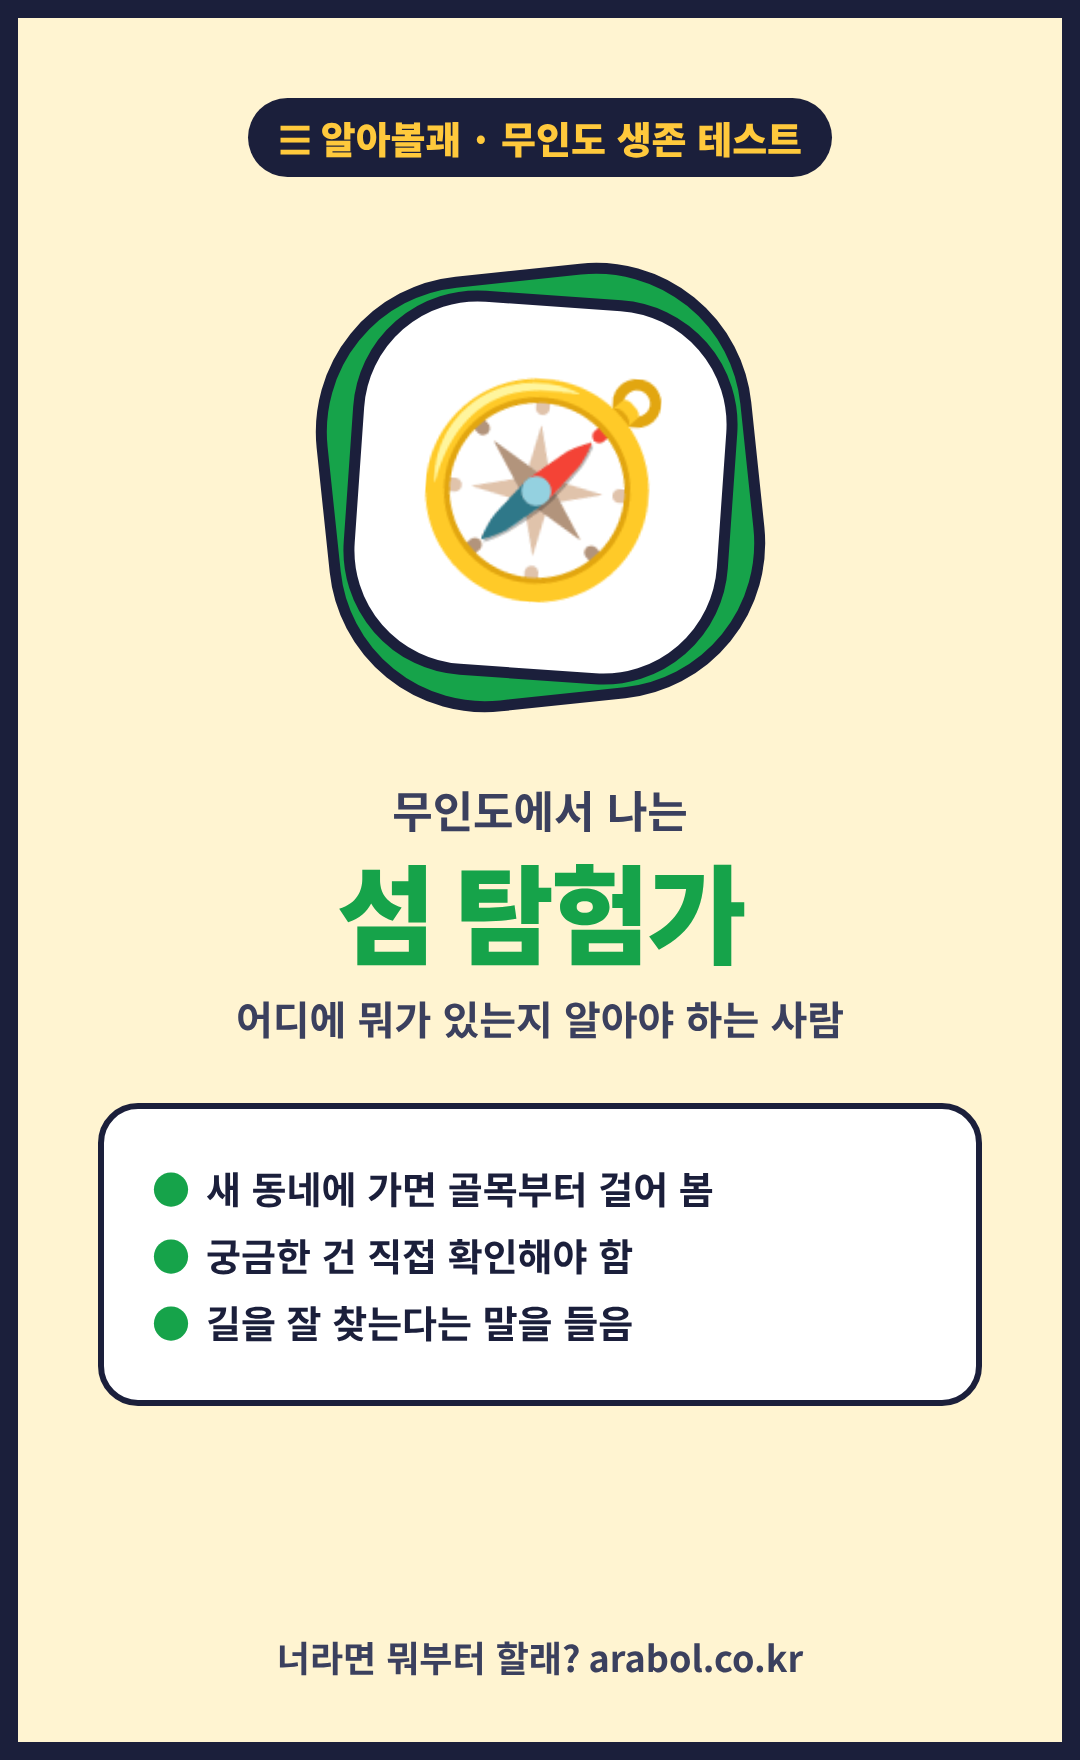 ☰ 알아볼괘 · 무인도 생존 테스트
무인도에서 나는
섬 탐험가
어디에 뭐가 있는지 알아야 하는 사람
새 동네에 가면 골목부터 걸어 봄
궁금한 건 직접 확인해야 함
길을 잘 찾는다는 말을 들음
너라면 뭐부터 할래? arabol.co.kr